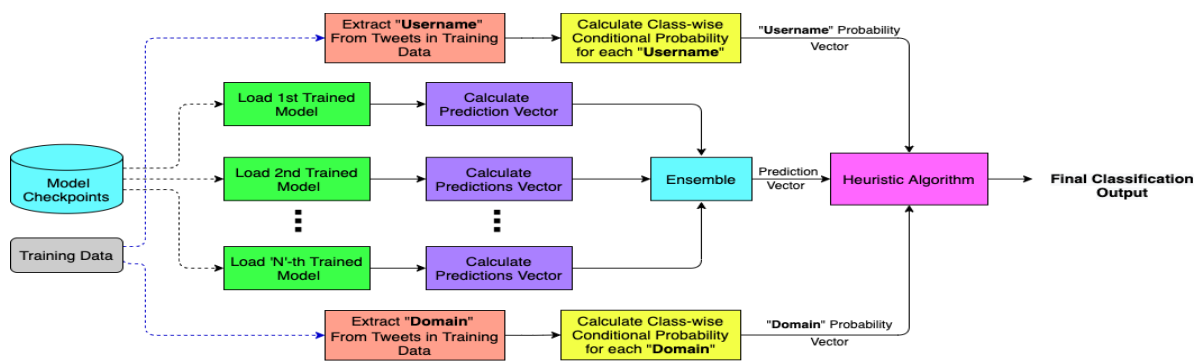 Extract "Username"
From Tweets in Training
Data
Calculate Class-wise
Conditional Probability
for each "Username"
"Username" Probability
Vector
Load 1st Trained
Model
Calculate
Prediction Vector
Model
Checkpoints
Load 2nd Trained
Model
Calculate
Predictions Vector
Ensemble
Prediction
Vector
Heuristic Algorithm
Final Classification
Output
Training Data
Load 'N'-th Trained
Model
Calculate
Predictions Vector
Extract "Domain"
From Tweets in Training
Data
Calculate Class-wise
Conditional Probability
for each "Domain"
"Domain" Probability
Vector